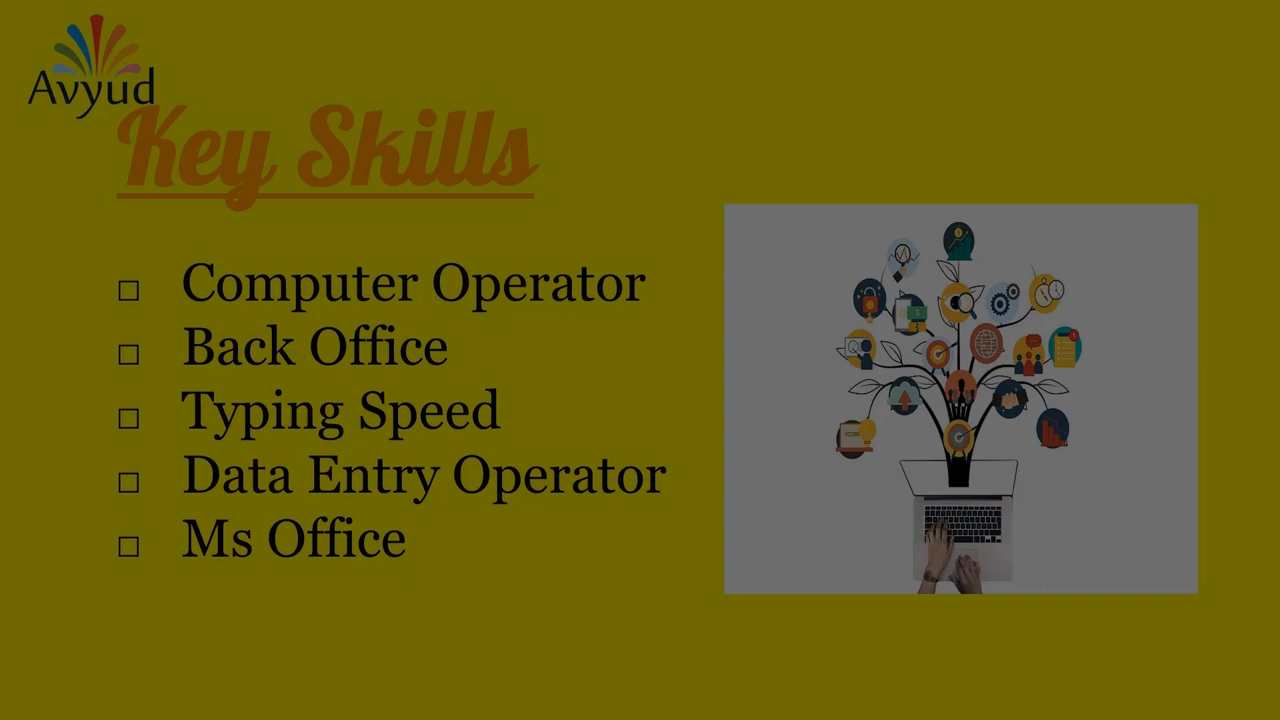 Avyud
Key Skills
Computer Operator
Back Office
Typing Speed
Data Entry Operator
Ms Office